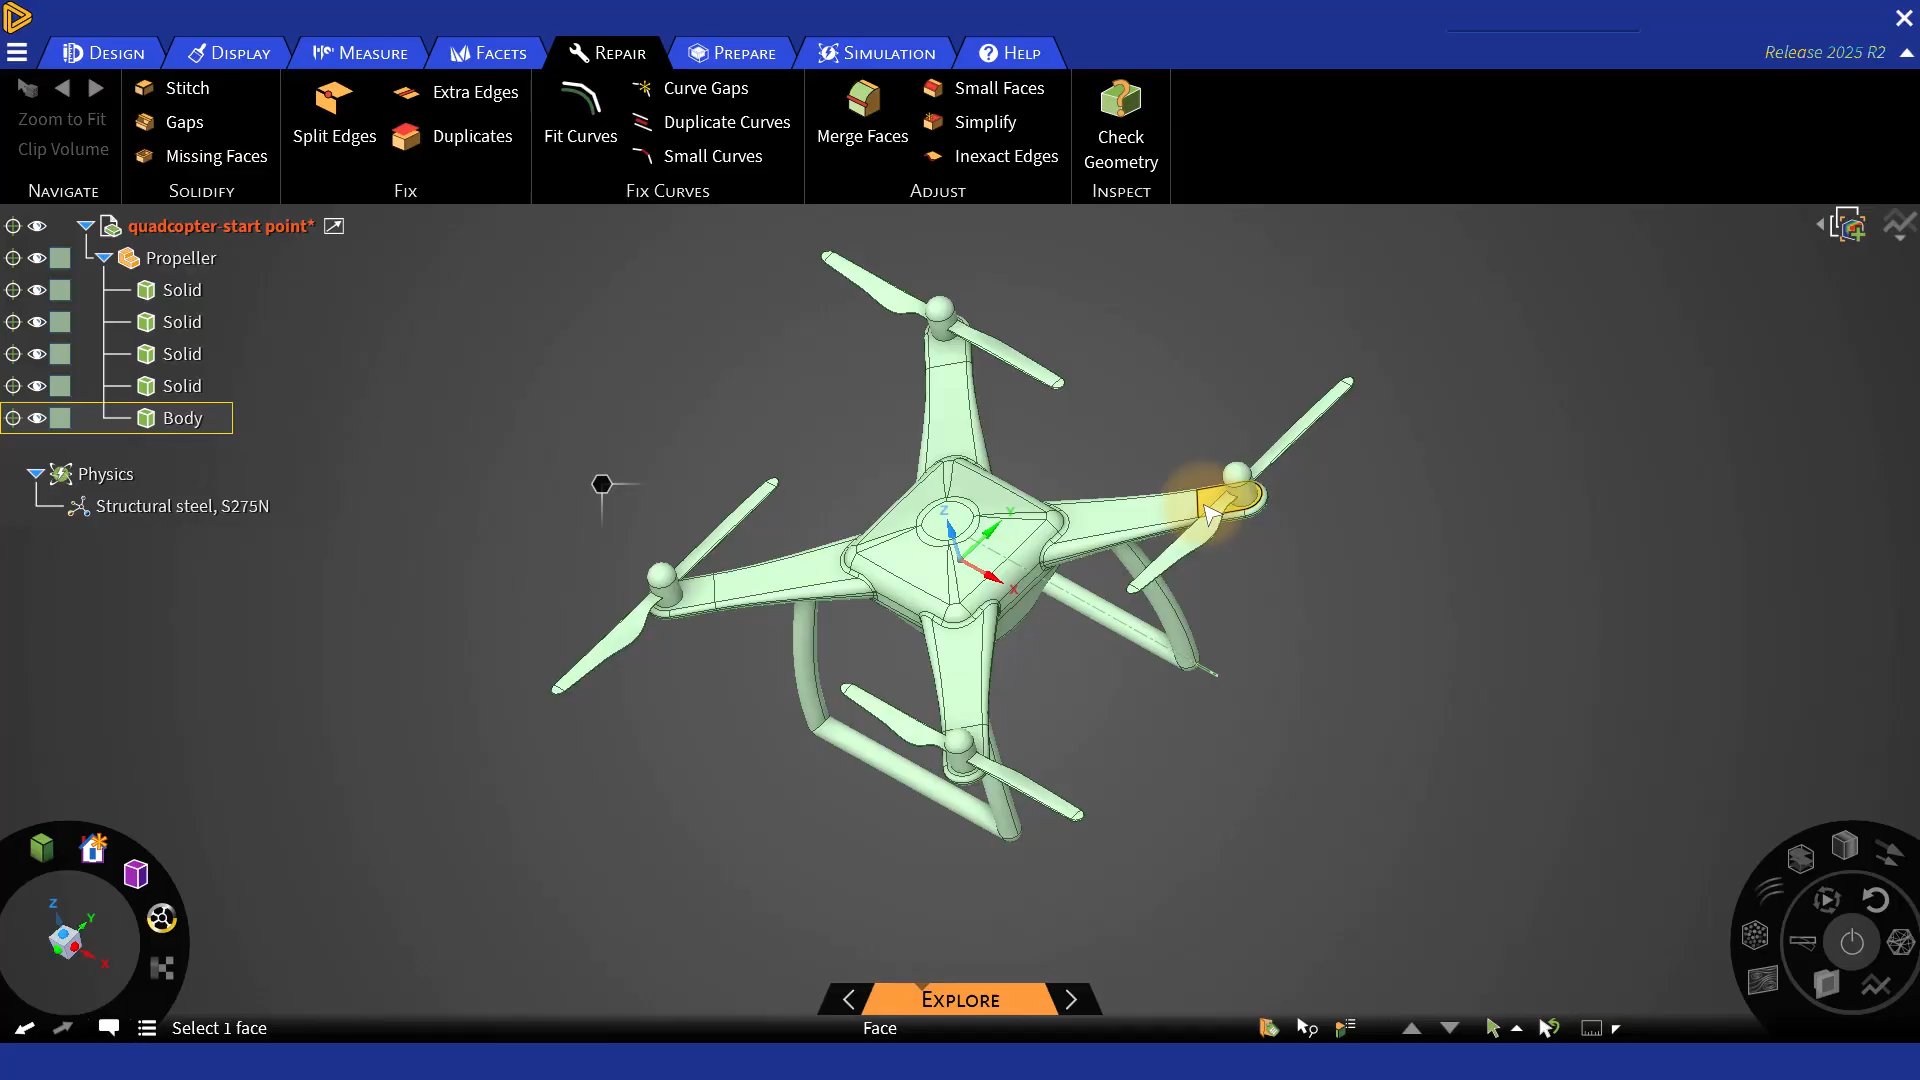 Design
Display
Measure
Facets
Repair
Prepare
Simulation
Help
Release 2025 R2
Zoom to Fit
Clip Volume
Navigate
Stitch
Gaps
Missing Faces
Solidify
Split Edges
Extra Edges
Duplicates
Fix
Fit Curves
Curve Gaps
Duplicate Curves
Small Curves
Fix Curves
Merge Faces
Small Faces
Simplify
Inexact Edges
Adjust
Check
Geometry
Inspect
quadcopter-start point*
Propeller
Solid
Solid
Solid
Solid
Body
Physics
Structural steel, S275N
Z
Y
X
Z
Y
X
Explore
Select 1 face
Face